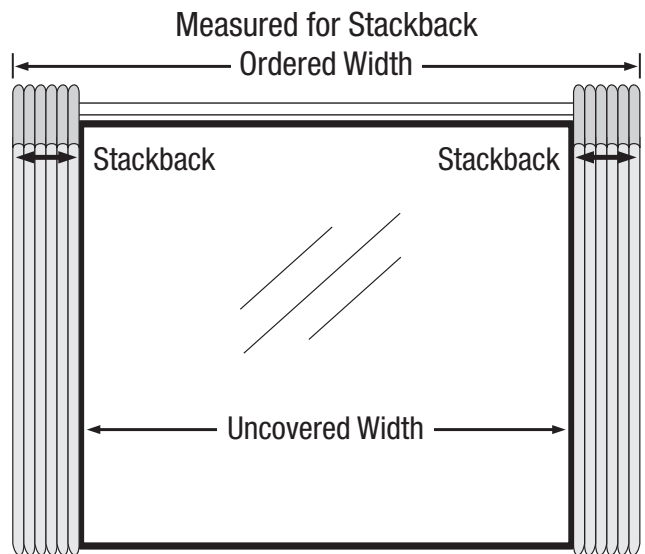 Measured for Stackback
Ordered Width
Stackback
Stackback
Uncovered Width